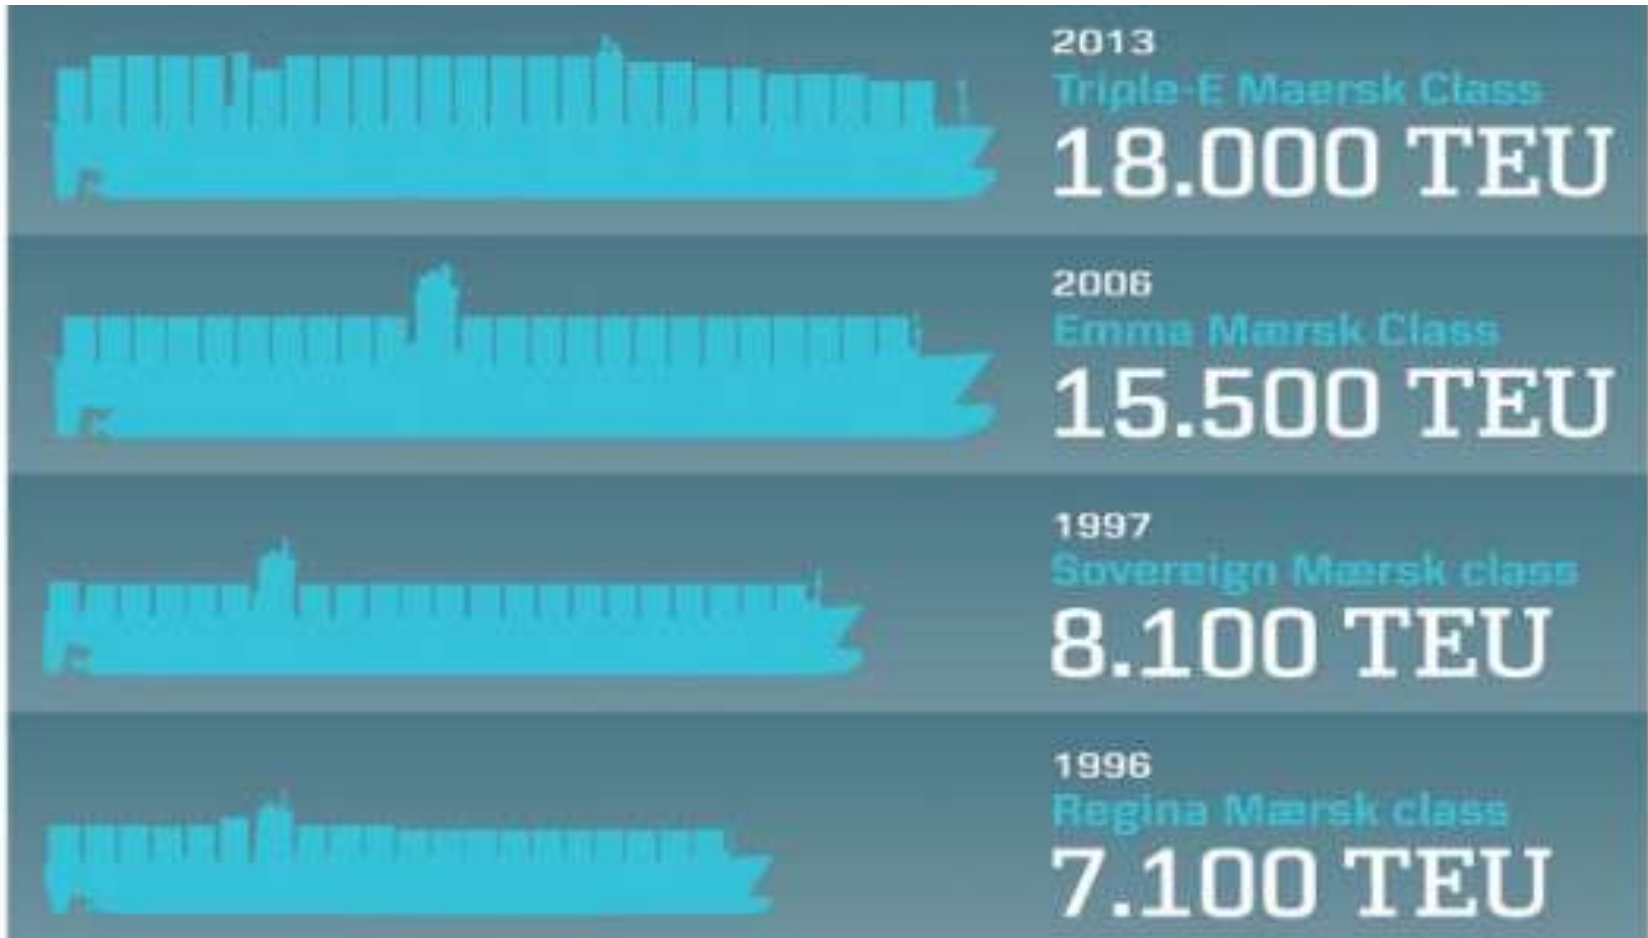 2013
Triple-E Maersk Class
18.000 TEU
2006
Emma Mærsk Class
15.500 TEU
1997
Sovereign Mærsk class
8.100 TEU
1996
Regina Mærsk class
7.100 TEU